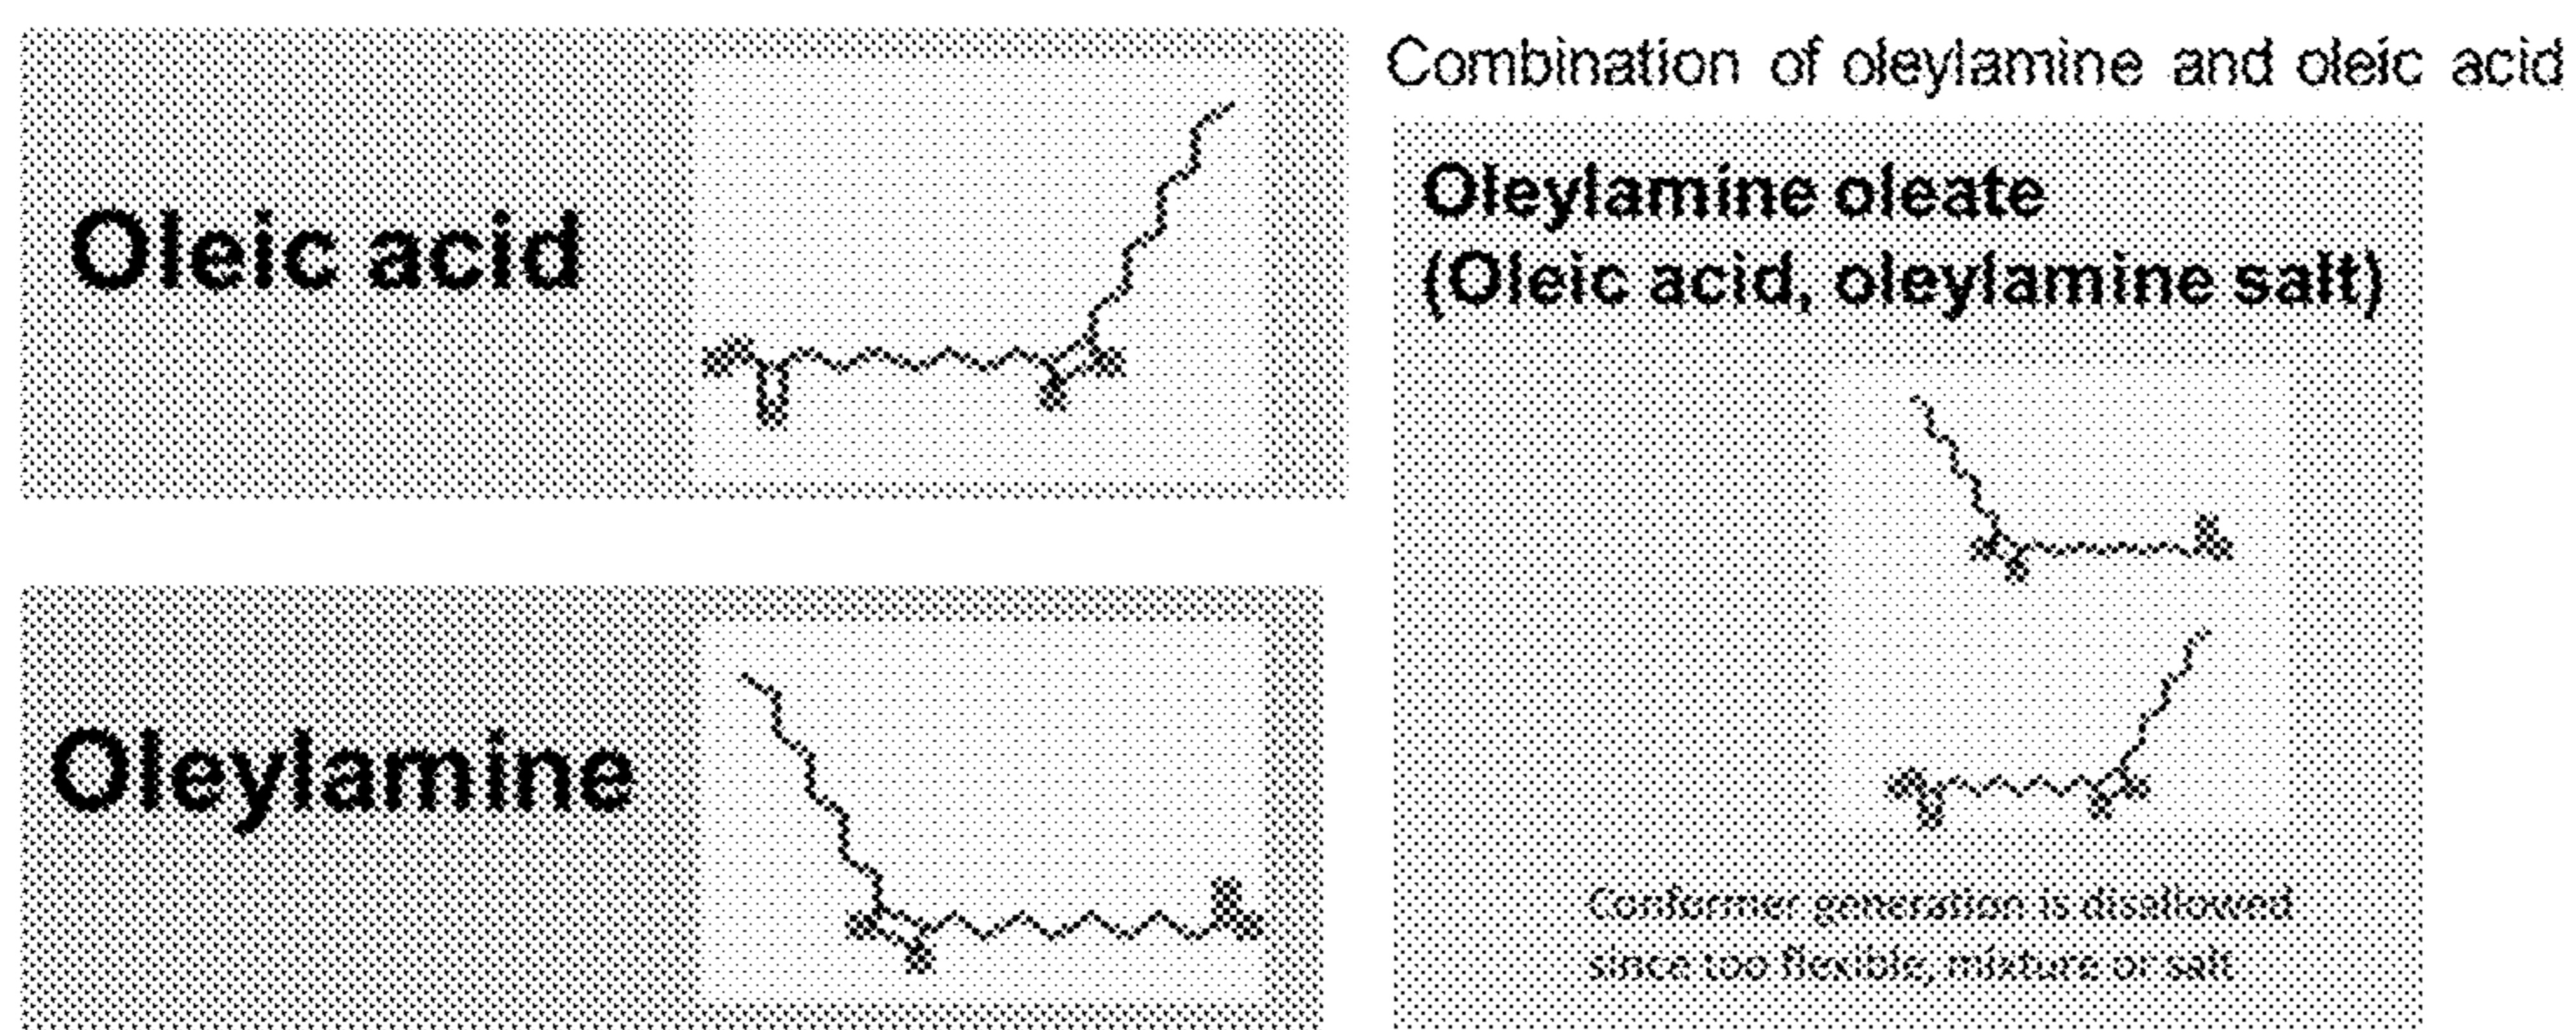 Oleic acid
Oleylamine
Combination of oleylamine and oleic acid
Oleylamine oleate
(Oleic acid, oleylamine salt)
Conformer generation is disallowed
since too flexible, mixture or salt